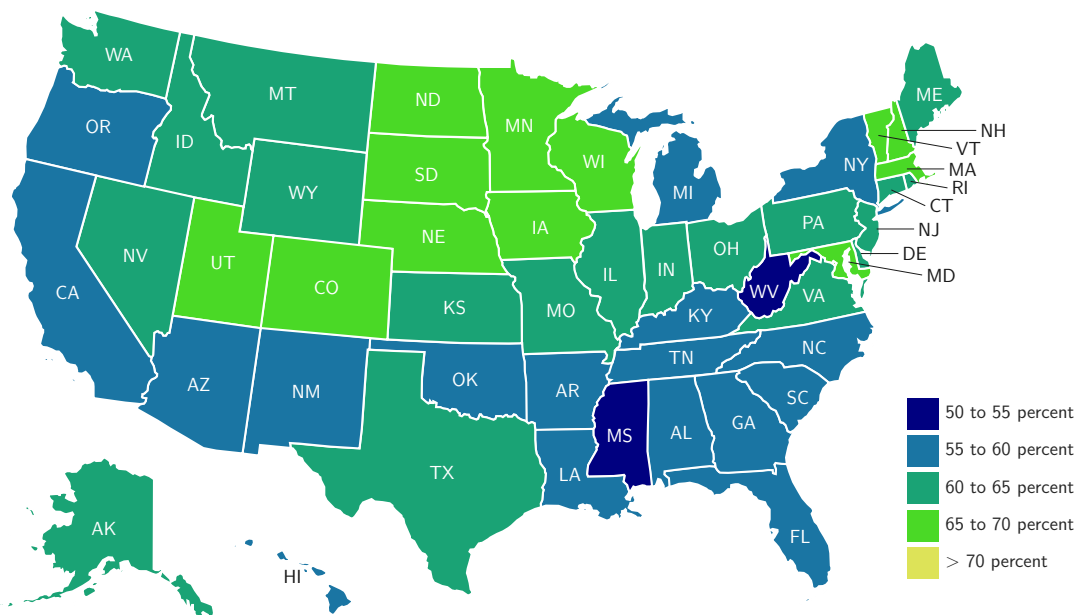 WA
MT
ND
MN
ME
OR
ID
WI
NH
VT
MA
RI
CT
NY
MI
WY
SD
NJ
DE
MD
PA
NV
UT
NE
IA
CO
IL
IN
OH
WV
VA
CA
KS
MO
KY
AZ
NM
OK
AR
TN
NC
SC
MS
AL
GA
TX
LA
FL
AK
HI
50 to 55 percent
55 to 60 percent
60 to 65 percent
65 to 70 percent
> 70 percent